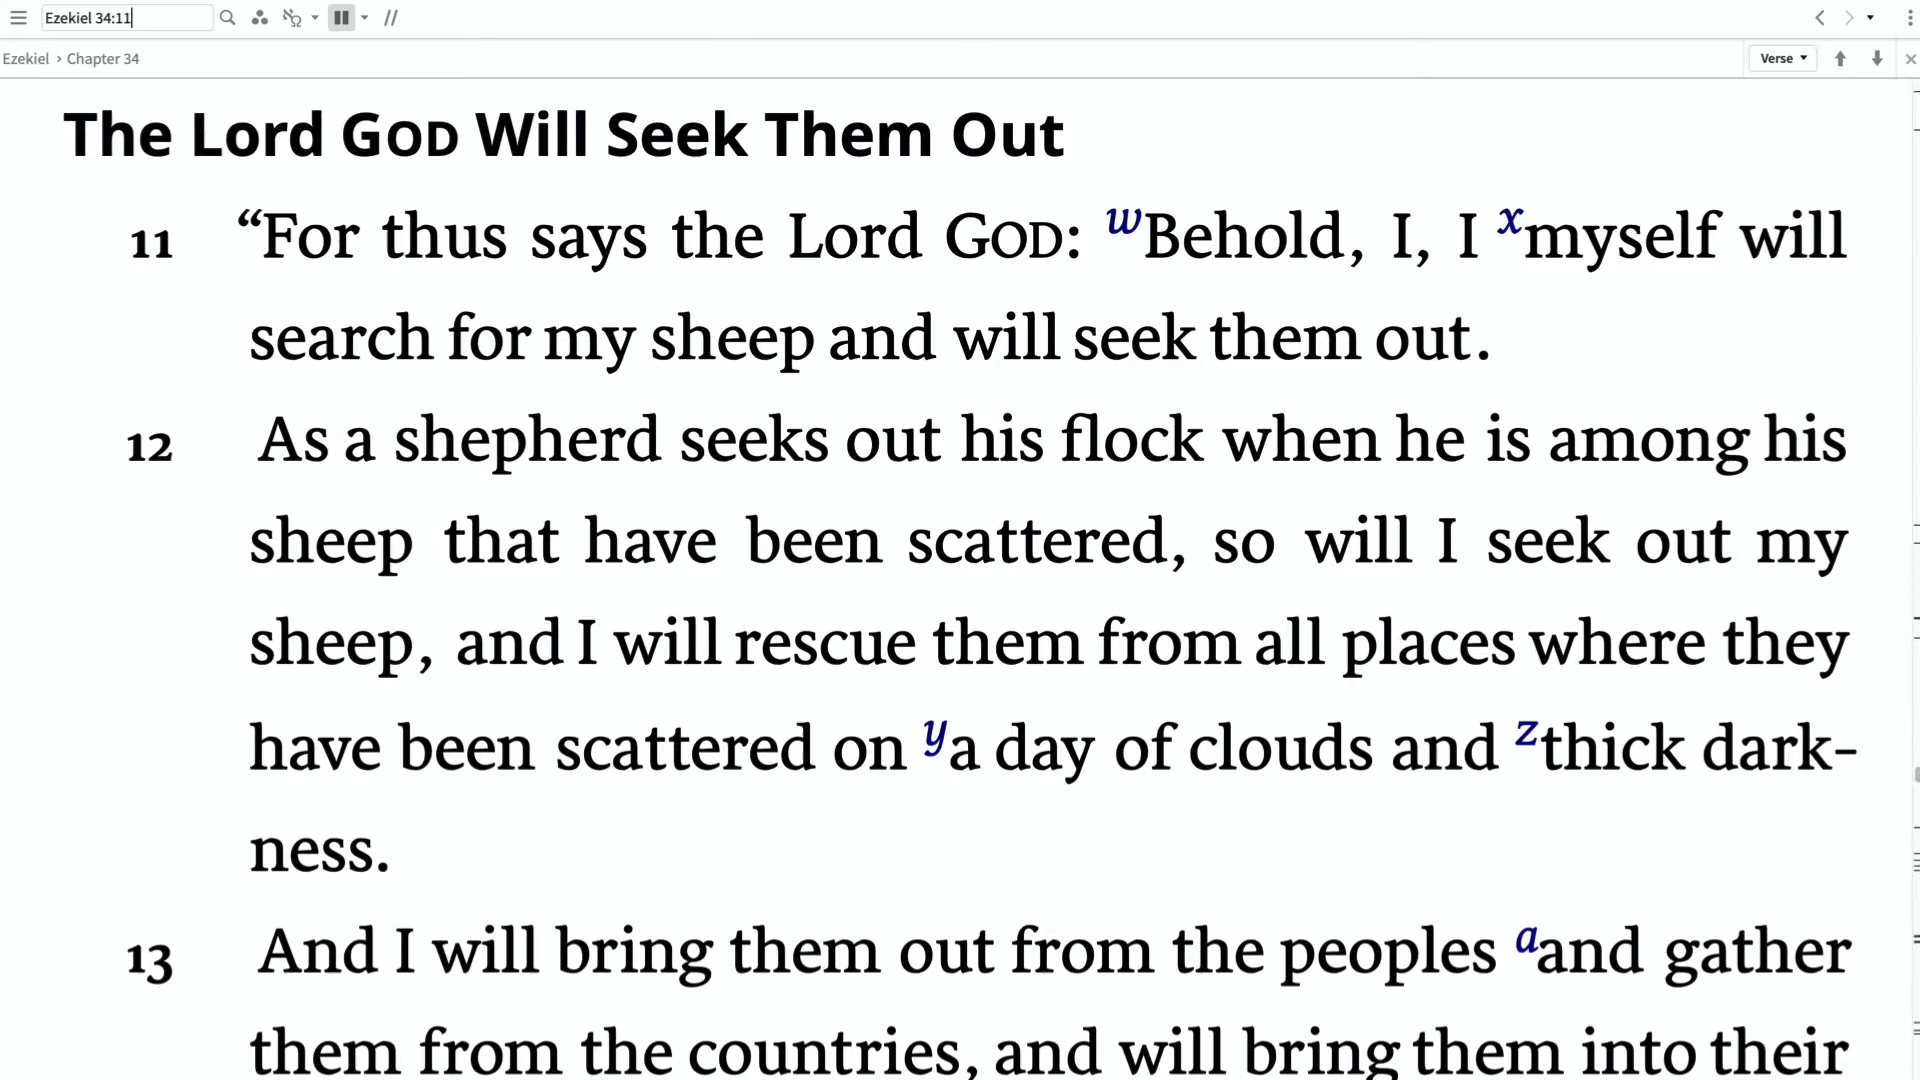 Ezekiel 34:11
Ezekiel > Chapter 34
Verse
The Lord GOD Will Seek Them Out
11 “For thus says the Lord GOD: wBehold, I, I xmyself will
search for my sheep and will seek them out.
12 As a shepherd seeks out his flock when he is among his
sheep that have been scattered, so will I seek out my
sheep, and I will rescue them from all places where they
have been scattered on ya day of clouds and zthick dark-
ness.
13 And I will bring them out from the peoples aand gather
them from the countries, and will bring them into their